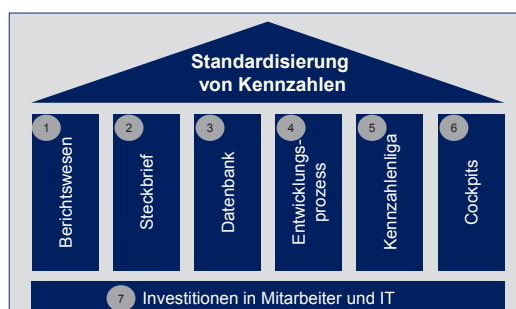 Standardisierung
von Kennzahlen
1
Berichtswesen
2
Steckbrief
3
Datenbank
4
Entwicklungs-
prozess
5
Kennzahlenliga
6
Cockpits
7 Investitionen in Mitarbeiter und IT